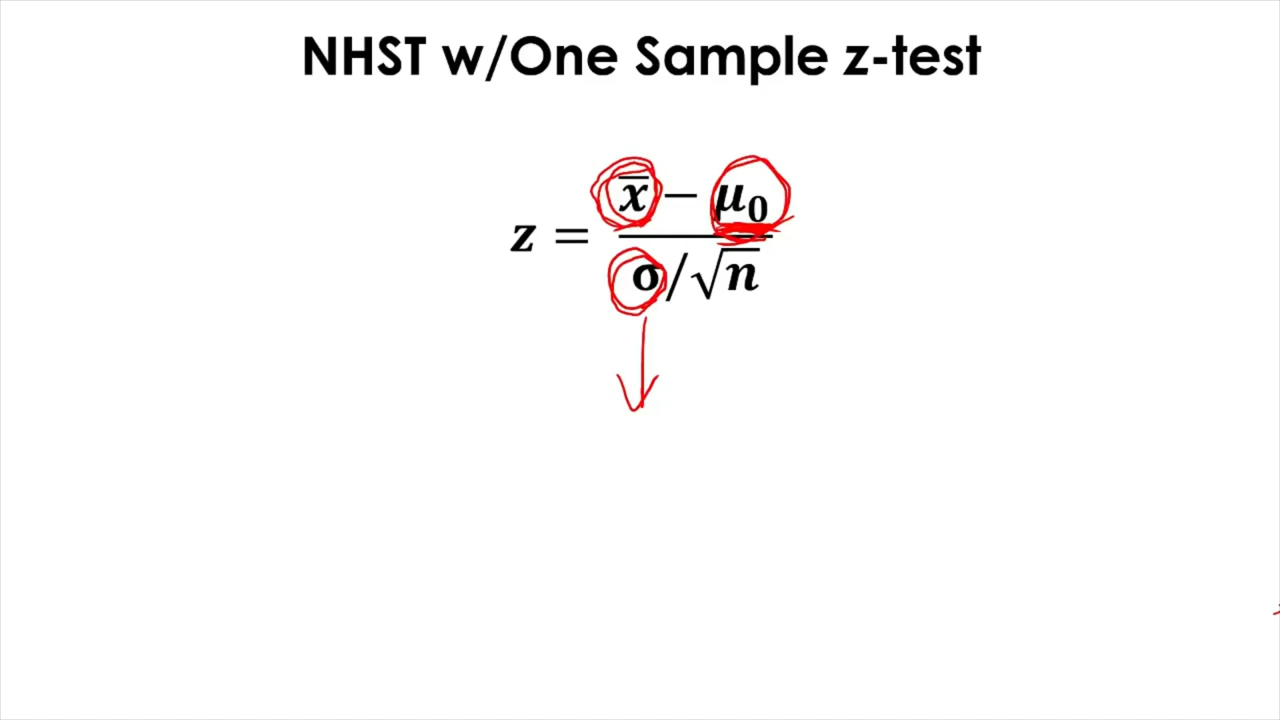 NHST w/One Sample z-test
z = (x̄ − μ₀) / (σ/√n)